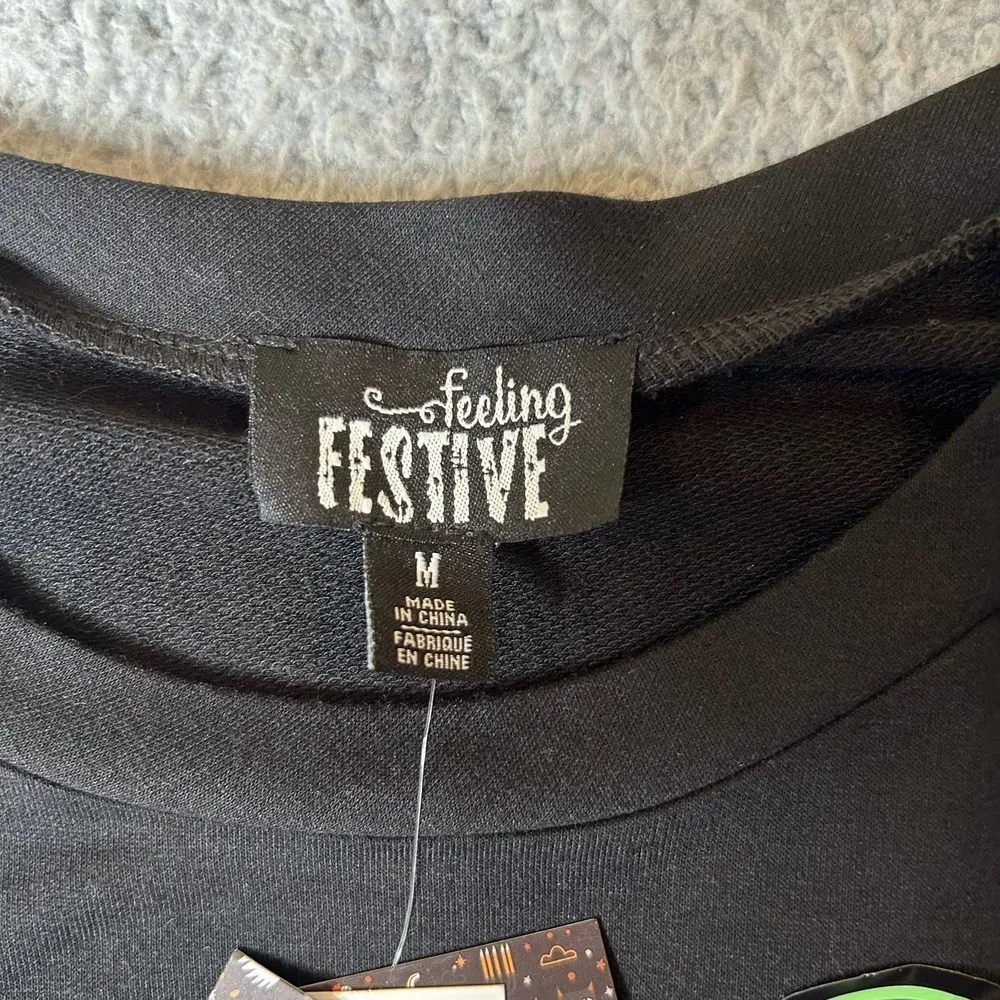 feeling
FESTIVE
M
MADE
IN CHINA
FABRIQUÉ
EN CHINE